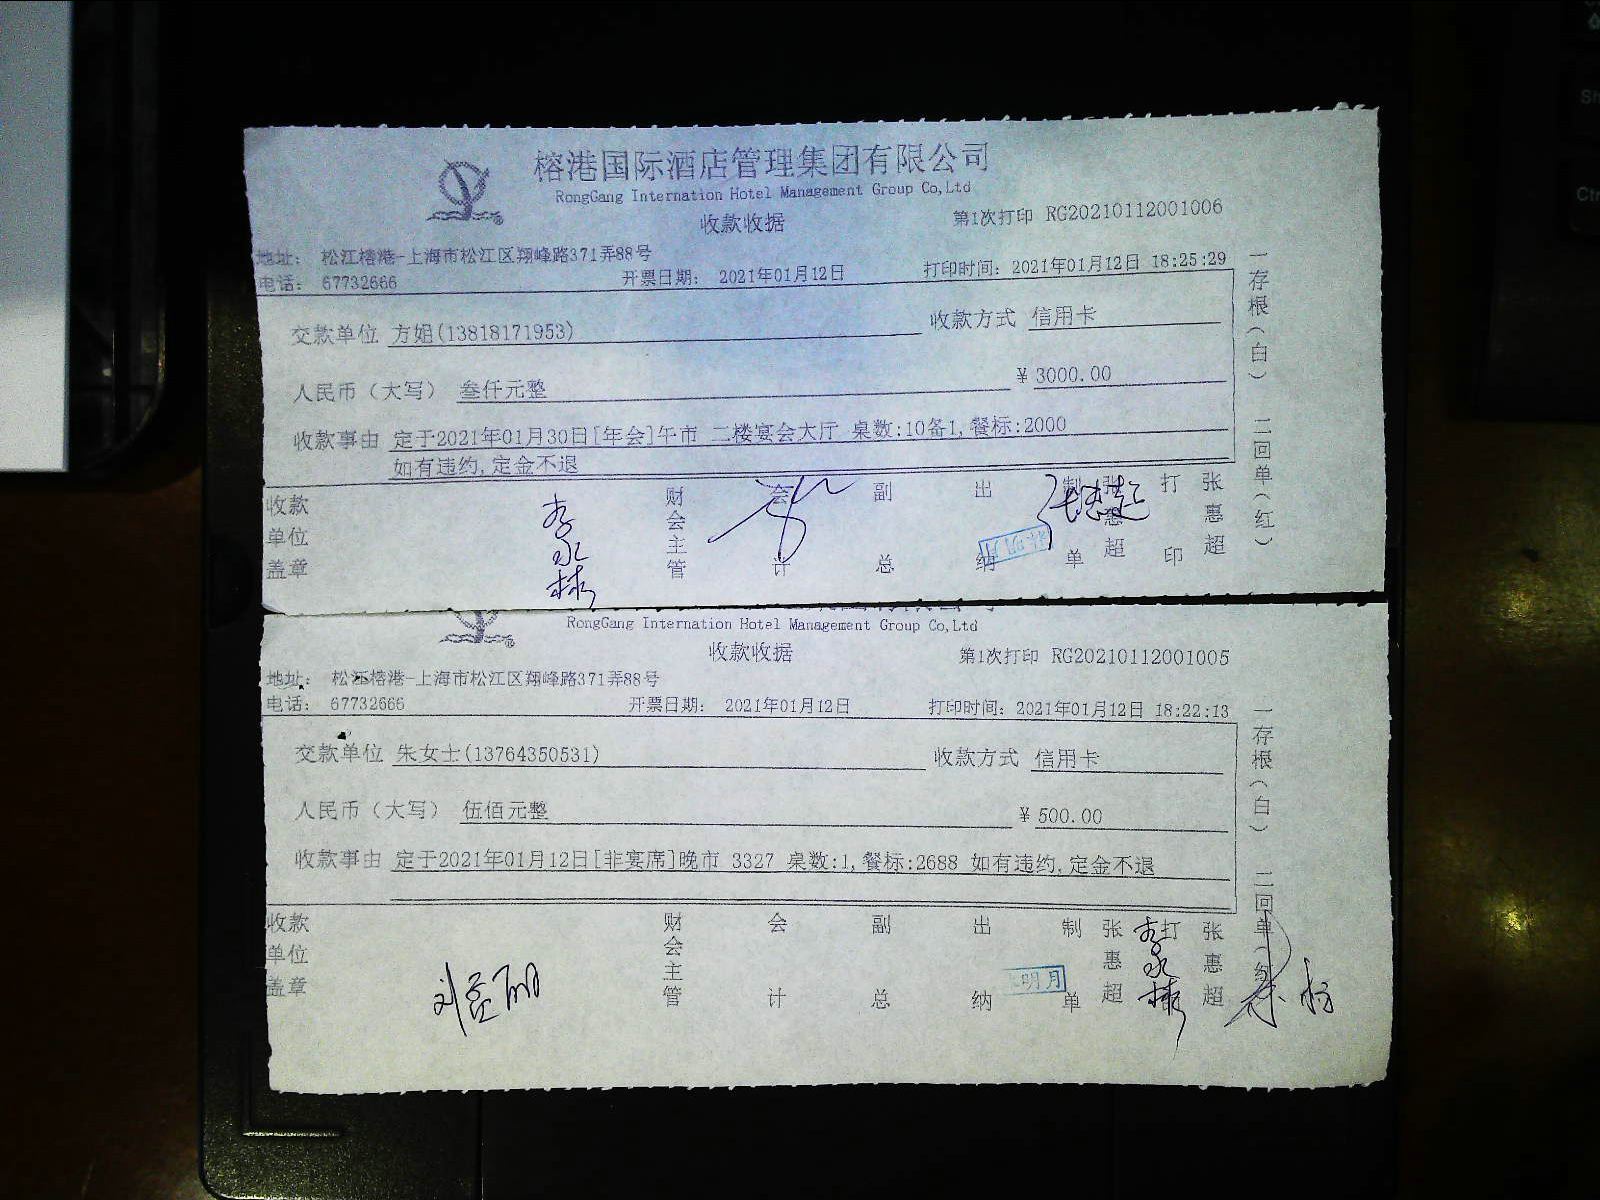 榕港国际酒店管理集团有限公司
RongGang Internation Hotel Management Group Co,Ltd
收款收据
第1次打印 RG20210112001006
地址： 松江榕港-上海市松江区翔峰路371弄88号
电话： 67732666
开票日期： 2021年01月12日
打印时间：2021年01月12日 18:25:29
交款单位 方姐(13818171953)
收款方式 信用卡
人民币（大写） 叁仟元整
¥ 3000.00
收款事由 定于2021年01月30日[年会]午市 二楼宴会大厅 桌数:10备1,餐标:2000
如有违约,定金不退
收款单位盖章
李永林
财会主管
会计
副总
出纳
制单 张惠超
打印 张惠超
一存根(白) 二回单(红)
RongGang Internation Hotel Management Group Co,Ltd
收款收据
第1次打印 RG20210112001005
地址： 松江榕港-上海市松江区翔峰路371弄88号
电话： 67732666
开票日期： 2021年01月12日
打印时间：2021年01月12日 18:22:13
交款单位 朱女士(13764350531)
收款方式 信用卡
人民币（大写） 伍佰元整
¥ 500.00
收款事由 定于2021年01月12日[非宴席]晚市 3327 桌数:1,餐标:2688 如有违约,定金不退
收款单位盖章
财会主管
会计
副总
出纳
明月
制单 张惠超
李永林
打印 张惠超
一存根(白) 二回单(红)